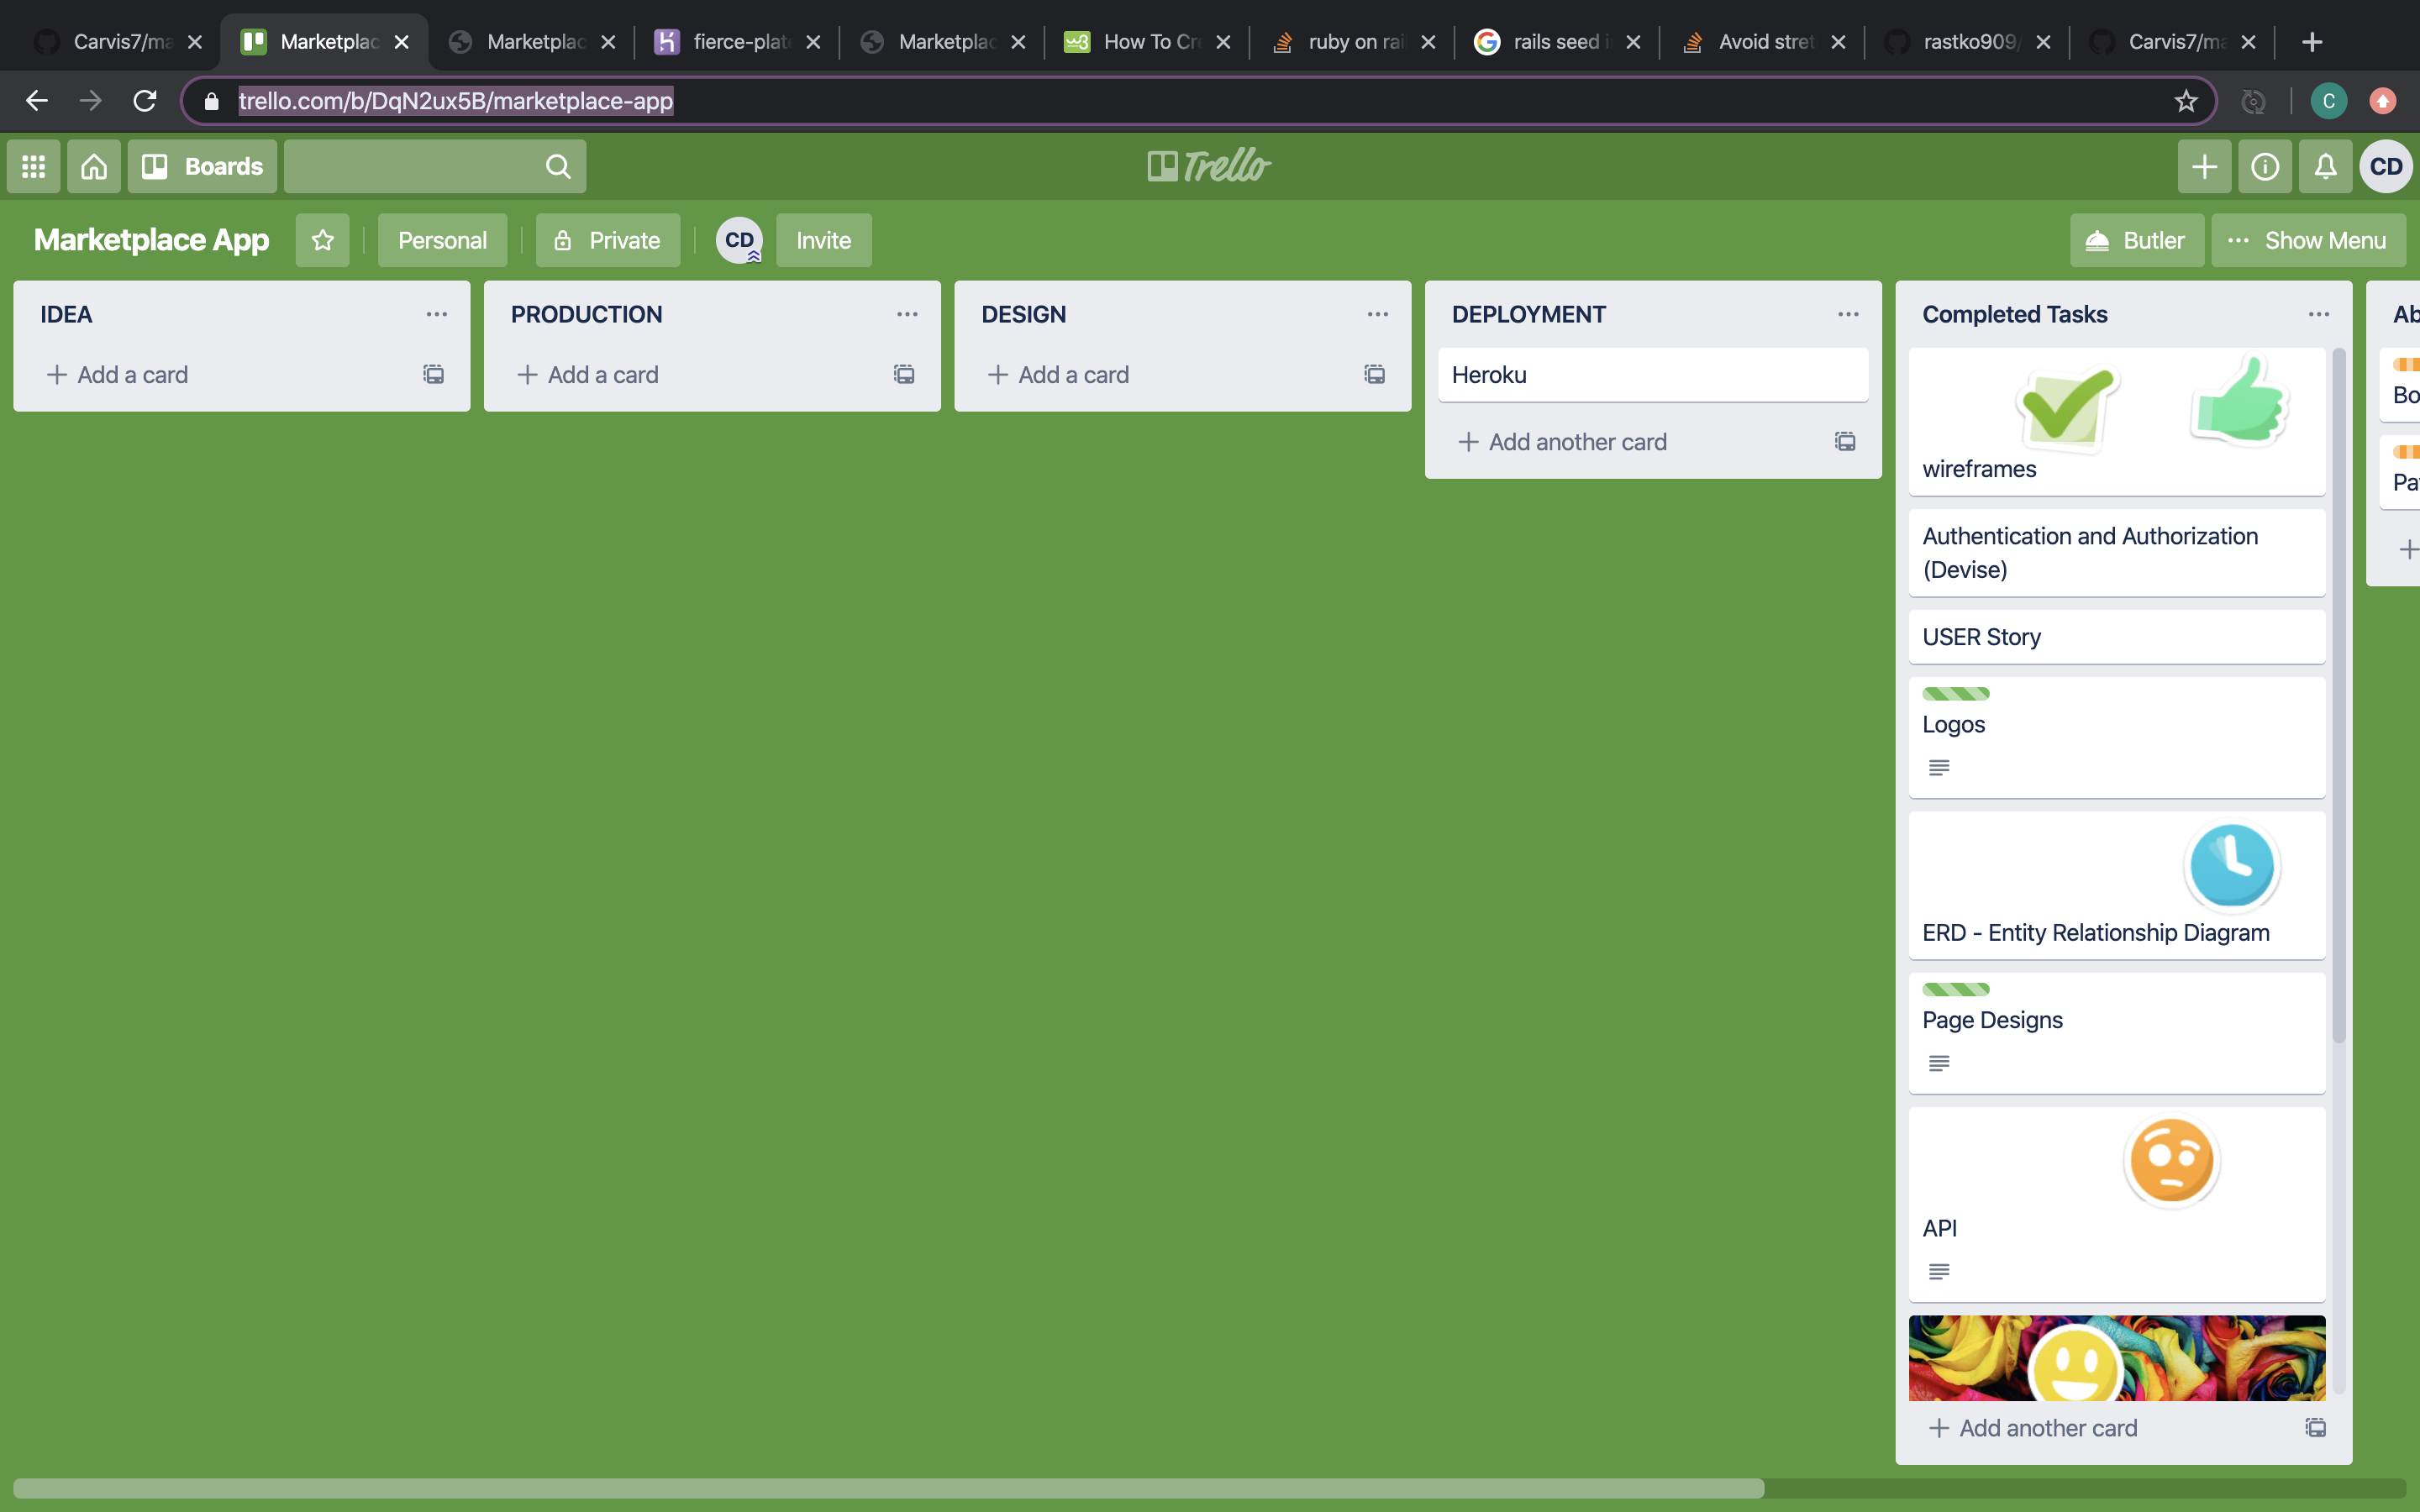 Carvis7/ma
Marketplac
Marketplac
fierce-plat
Marketplac
How To Cr
ruby on rai
rails seed i
Avoid stret
rastko909/
Carvis7/ma
trello.com/b/DqN2ux5B/marketplace-app
C
Boards
Trello
CD
Marketplace App
Personal
Private
CD
Invite
Butler
Show Menu
IDEA
Add a card
PRODUCTION
Add a card
DESIGN
Add a card
DEPLOYMENT
Heroku
Add another card
Completed Tasks
wireframes
Authentication and Authorization
(Devise)
USER Story
Logos
ERD - Entity Relationship Diagram
Page Designs
API
Add another card
Ab
Bo
Pa